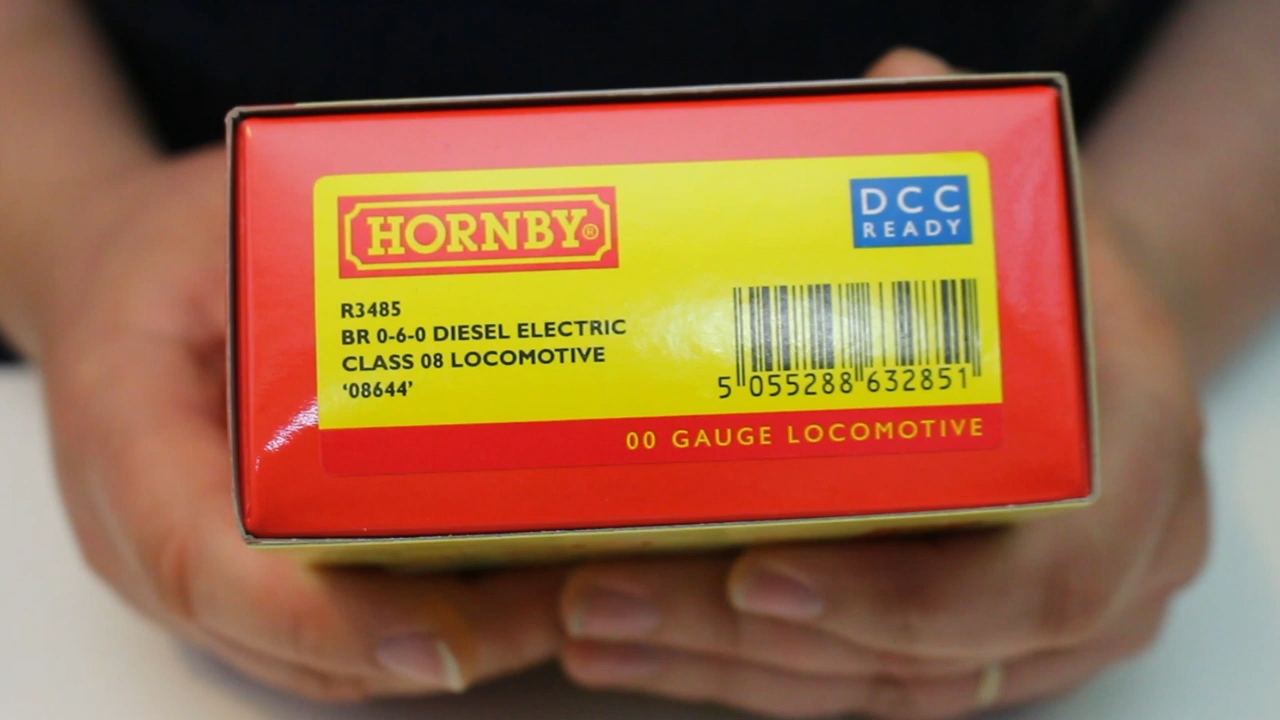 HORNBY®
DCC
READY
R3485
BR 0-6-0 DIESEL ELECTRIC
CLASS 08 LOCOMOTIVE
‘08644’
5 055288 632851
00 GAUGE LOCOMOTIVE